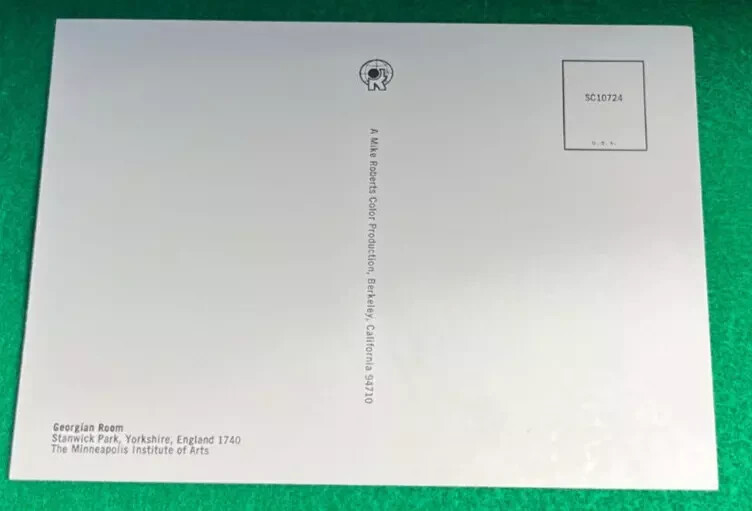 SC10724
U.S.A.
A Mike Roberts Color Production, Berkeley, California 94710
Georgian Room
Stanwick Park, Yorkshire, England 1740
The Minneapolis Institute of Arts